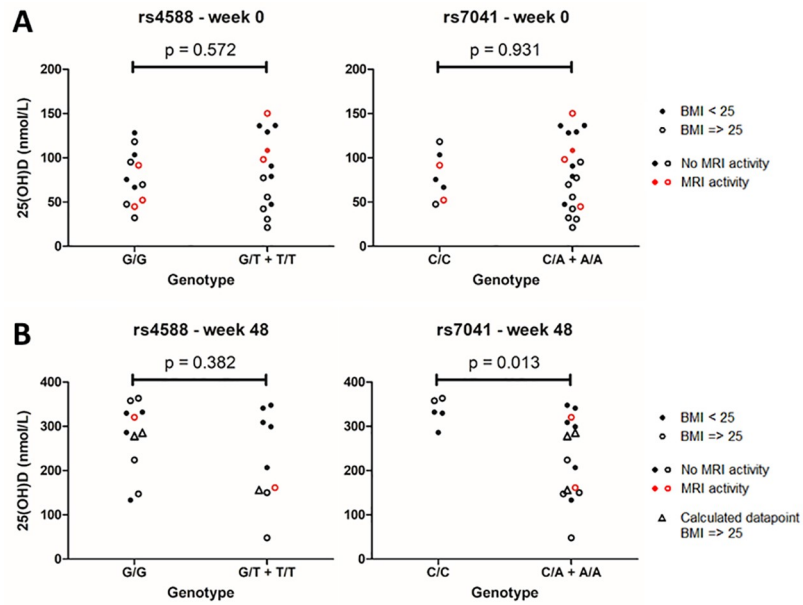 A
rs4588 - week 0
rs7041 - week 0
p = 0.572
p = 0.931
25(OH)D (nmol/L)
200
150
100
50
0
G/G
G/T + T/T
Genotype
200
150
100
50
0
C/C
C/A + A/A
Genotype
BMI < 25
BMI => 25
No MRI activity
MRI activity
B
rs4588 - week 48
rs7041 - week 48
p = 0.382
p = 0.013
25(OH)D (nmol/L)
400
300
200
100
0
G/G
G/T + T/T
Genotype
400
300
200
100
0
C/C
C/A + A/A
Genotype
BMI < 25
BMI => 25
No MRI activity
MRI activity
Calculated datapoint
BMI => 25